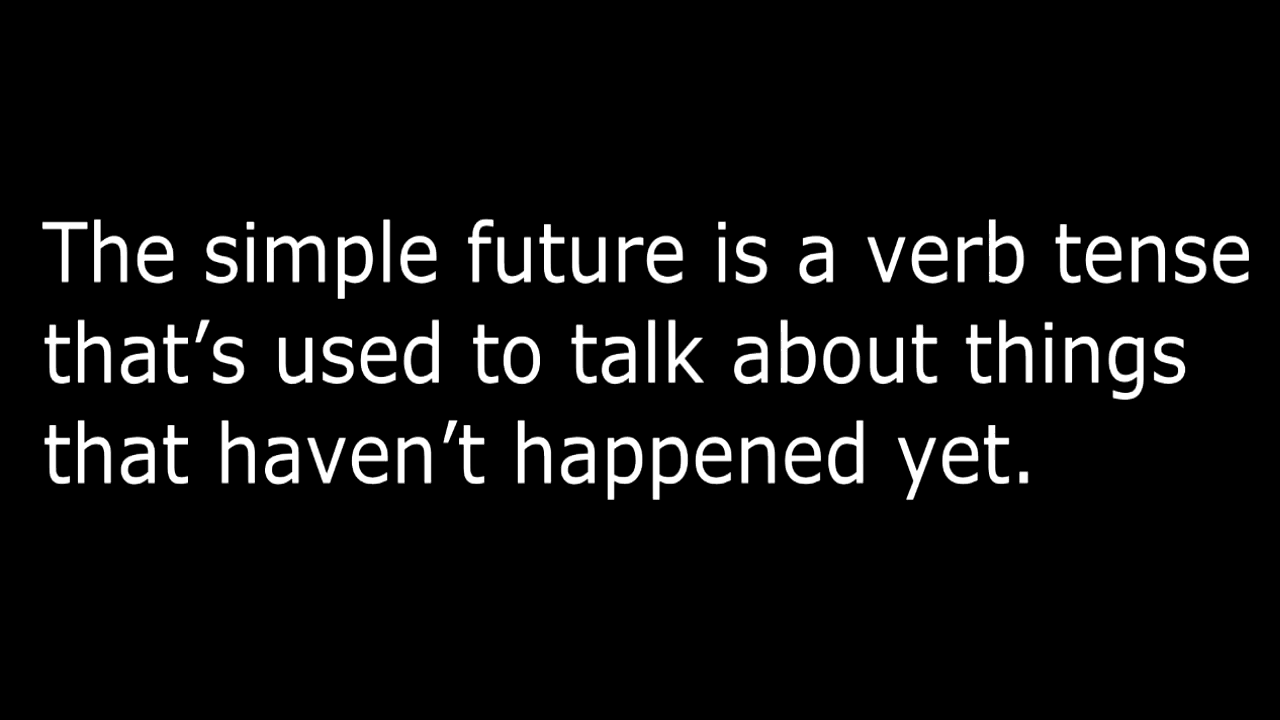 The simple future is a verb tense
that’s used to talk about things
that haven’t happened yet.